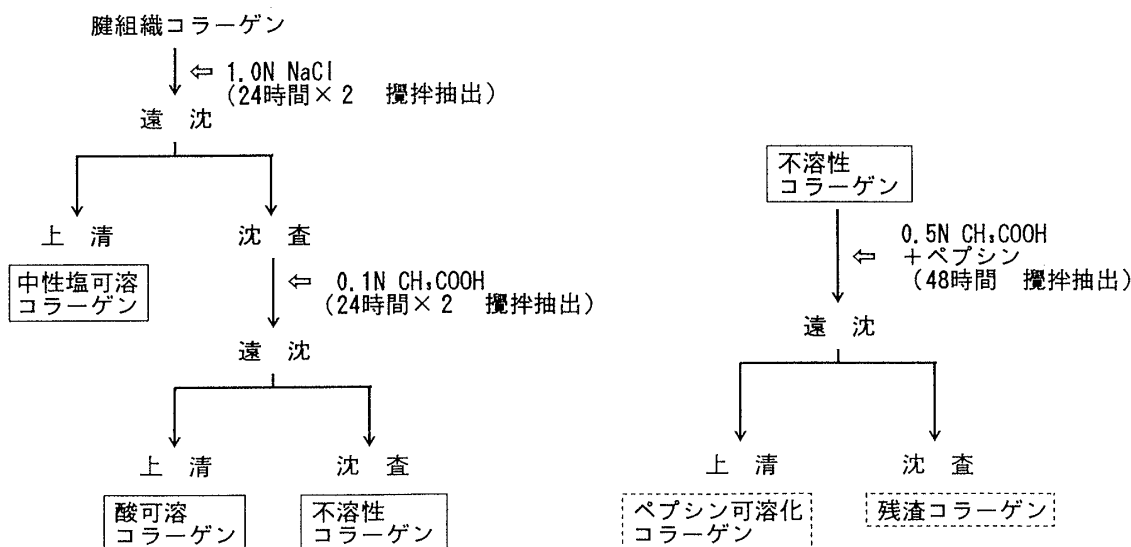 腱組織コラーゲン
⇦ 1.0N NaCl
(24時間×2 攪拌抽出)
遠 沈
上 清
沈 査
中性塩可溶
コラーゲン
⇦ 0.1N CH₃COOH
(24時間×2 攪拌抽出)
遠 沈
上 清
沈 査
酸可溶
コラーゲン
不溶性
コラーゲン
不溶性
コラーゲン
⇦ 0.5N CH₃COOH
+ペプシン
(48時間 攪拌抽出)
遠 沈
上 清
沈 査
ペプシン可溶化
コラーゲン
残渣コラーゲン